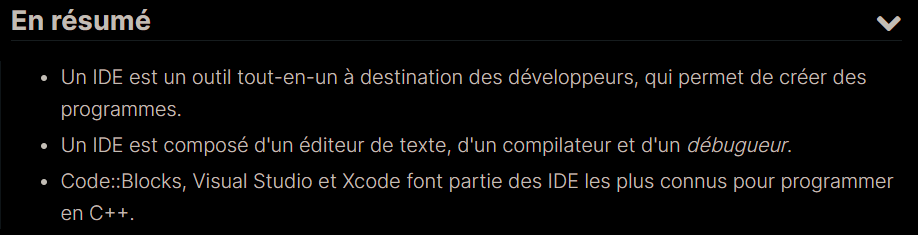 En résumé
• Un IDE est un outil tout-en-un à destination des développeurs, qui permet de créer des
programmes.
• Un IDE est composé d'un éditeur de texte, d'un compilateur et d'un débugueur.
• Code::Blocks, Visual Studio et Xcode font partie des IDE les plus connus pour programmer
en C++.